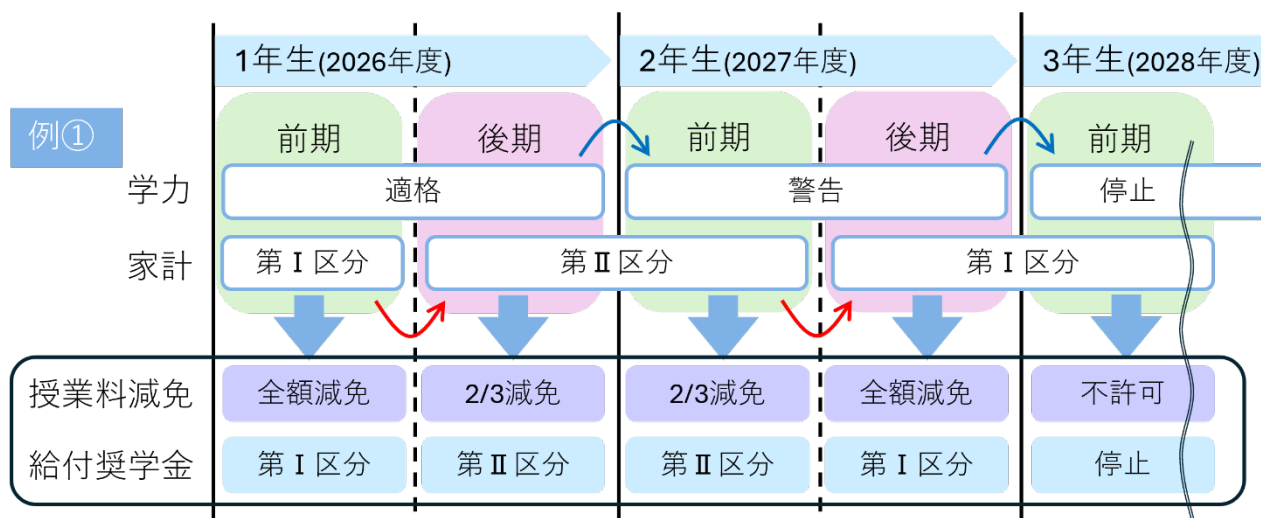 1年生(2026年度) 2年生(2027年度) 3年生(2028年度)
例① 前期 後期 前期 後期 前期
学力 適格 警告 停止
家計 第Ⅰ区分 第Ⅱ区分 第Ⅰ区分
授業料減免 全額減免 2/3減免 2/3減免 全額減免 不許可
給付奨学金 第Ⅰ区分 第Ⅱ区分 第Ⅱ区分 第Ⅰ区分 停止